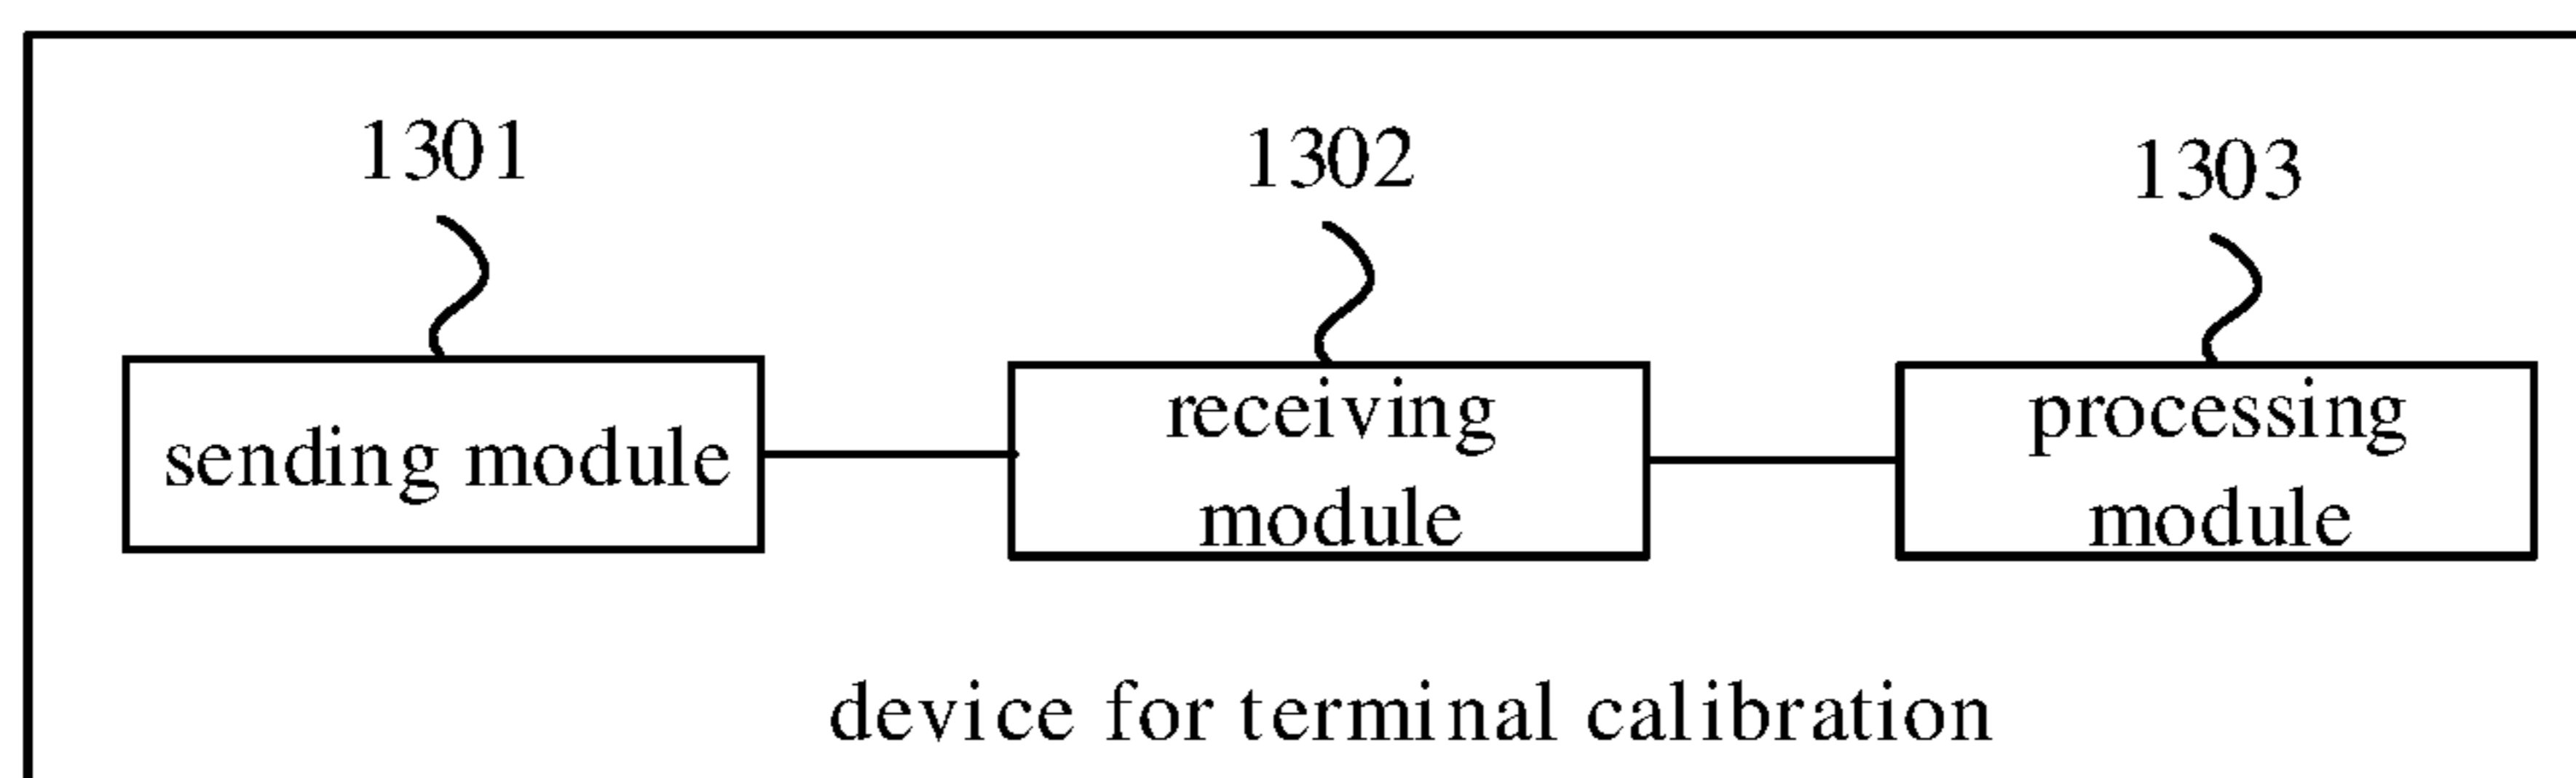 1301
1302
1303
sending module
receiving
module
processing
module
device for terminal calibration